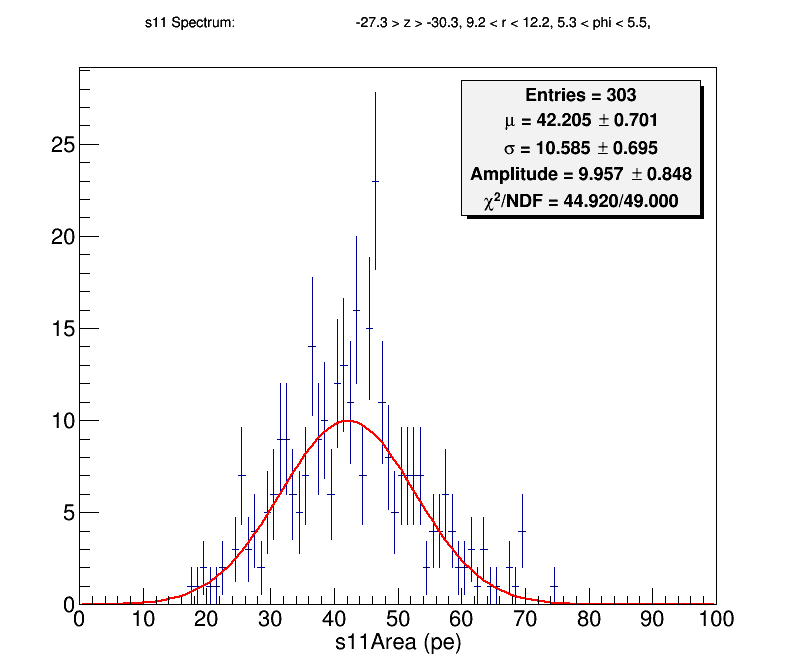 s11 Spectrum: -27.3 > z > -30.3, 9.2 < r < 12.2, 5.3 < phi < 5.5,
Entries = 303
μ = 42.205 ± 0.701
σ = 10.585 ± 0.695
Amplitude = 9.957 ± 0.848
χ²/NDF = 44.920/49.000
25
20
15
10
5
0
0 10 20 30 40 50 60 70 80 90 100
s11Area (pe)